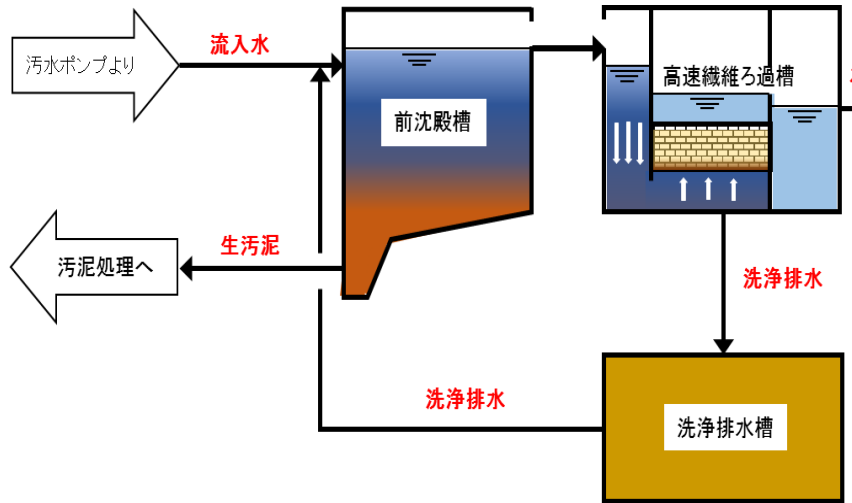 汚水ポンプより
流入水
前沈殿槽
高速繊維ろ過槽
生汚泥
汚泥処理へ
洗浄排水
洗浄排水
洗浄排水槽